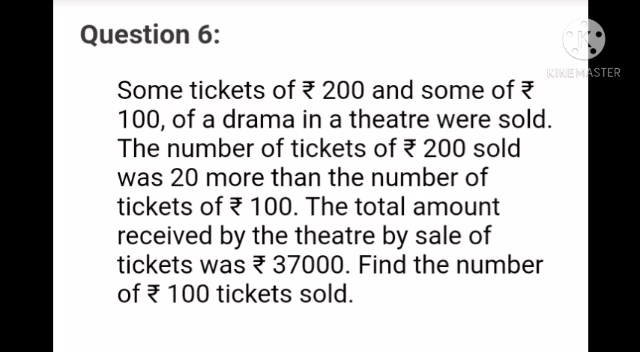 Question 6:
KINEMASTER
Some tickets of ₹ 200 and some of ₹
100, of a drama in a theatre were sold.
The number of tickets of ₹ 200 sold
was 20 more than the number of
tickets of ₹ 100. The total amount
received by the theatre by sale of
tickets was ₹ 37000. Find the number
of ₹ 100 tickets sold.